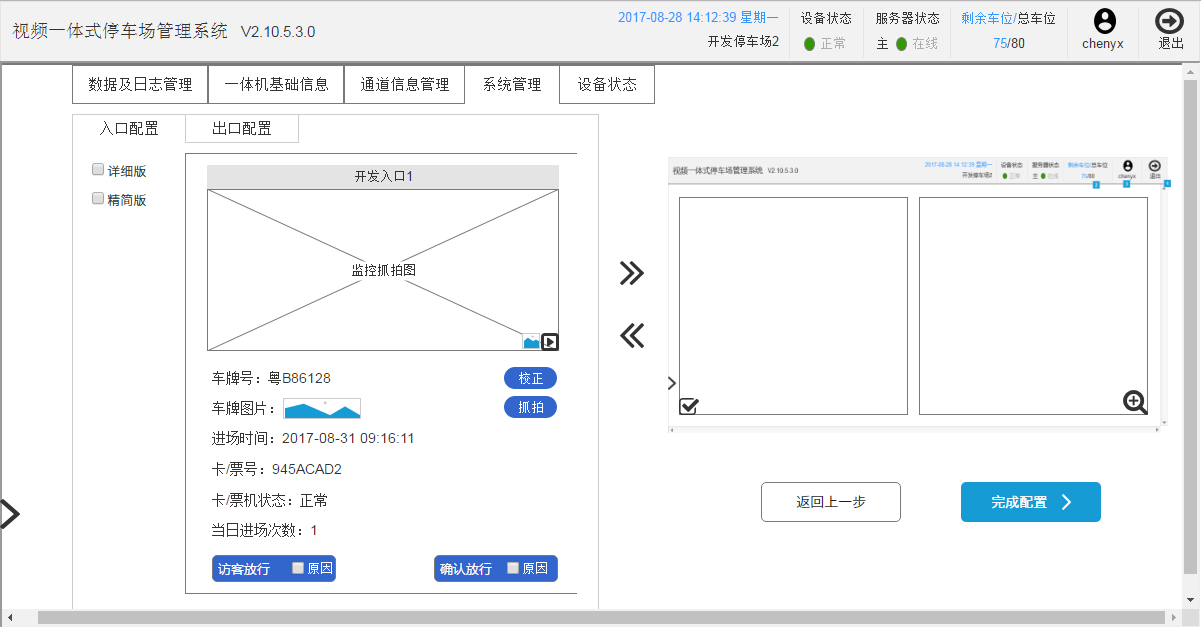 视频一体式停车场管理系统 V2.10.5.3.0
2017-08-28 14:12:39 星期一
开发停车场2
设备状态
正常
服务器状态
主 在线
剩余车位/总车位
75/80
chenyx
退出
数据及日志管理
一体机基础信息
通道信息管理
系统管理
设备状态
入口配置
出口配置
详细版
精简版
开发入口1
监控抓拍图
车牌号：粤B86128
校正
车牌图片：
抓拍
进场时间：2017-08-31 09:16:11
卡/票号：945ACAD2
卡/票机状态：正常
当日进场次数：1
访客放行 原因
确认放行 原因
视频一体式停车场管理系统 V2.10.5.3.0
2017-08-28 14:12:39 星期一
开发停车场2
设备状态
正常
服务器状态
主 在线
剩余车位/总车位
75/80
chenyx
退出
返回上一步
完成配置